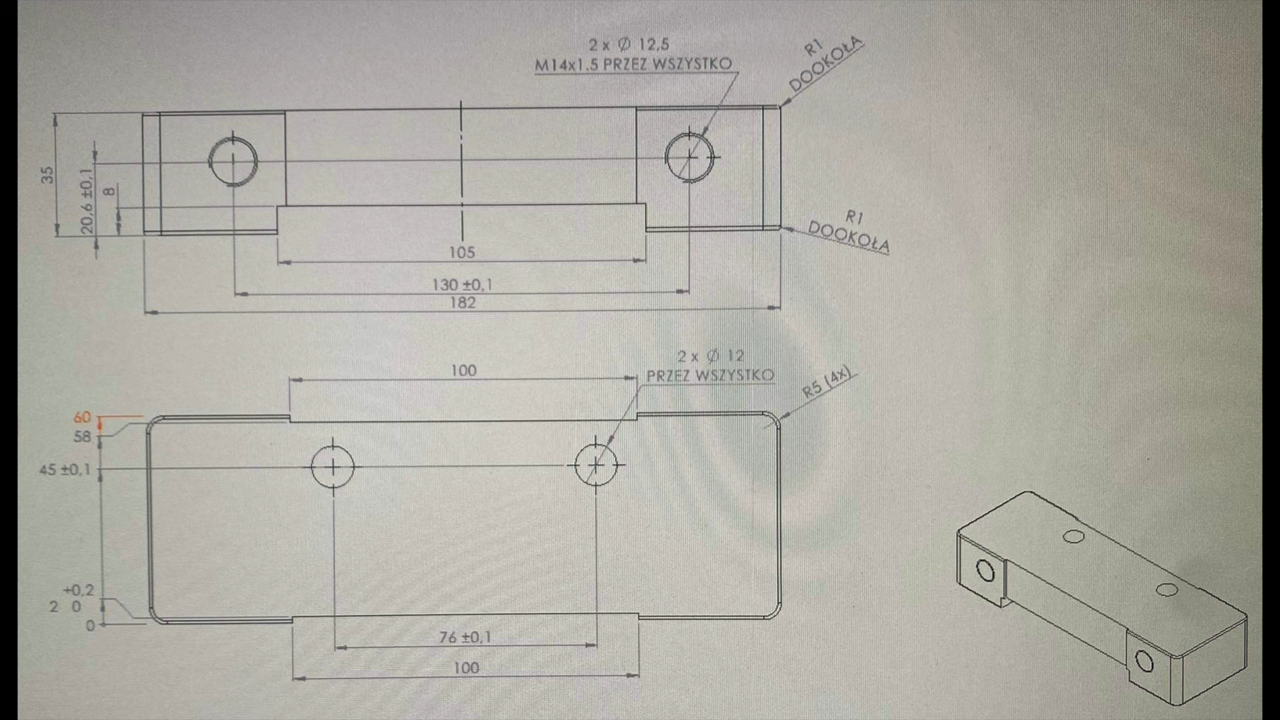 2 x Ø 12,5
M14x1.5 PRZEZ WSZYSTKO
R1
DOOKOŁA
35
20,6 ±0,1
8
R1
DOOKOŁA
105
130 ±0,1
182
2 x Ø 12
PRZEZ WSZYSTKO
R5 (4x)
100
60
58
45 ±0,1
+0,2
2 0
0
76 ±0,1
100